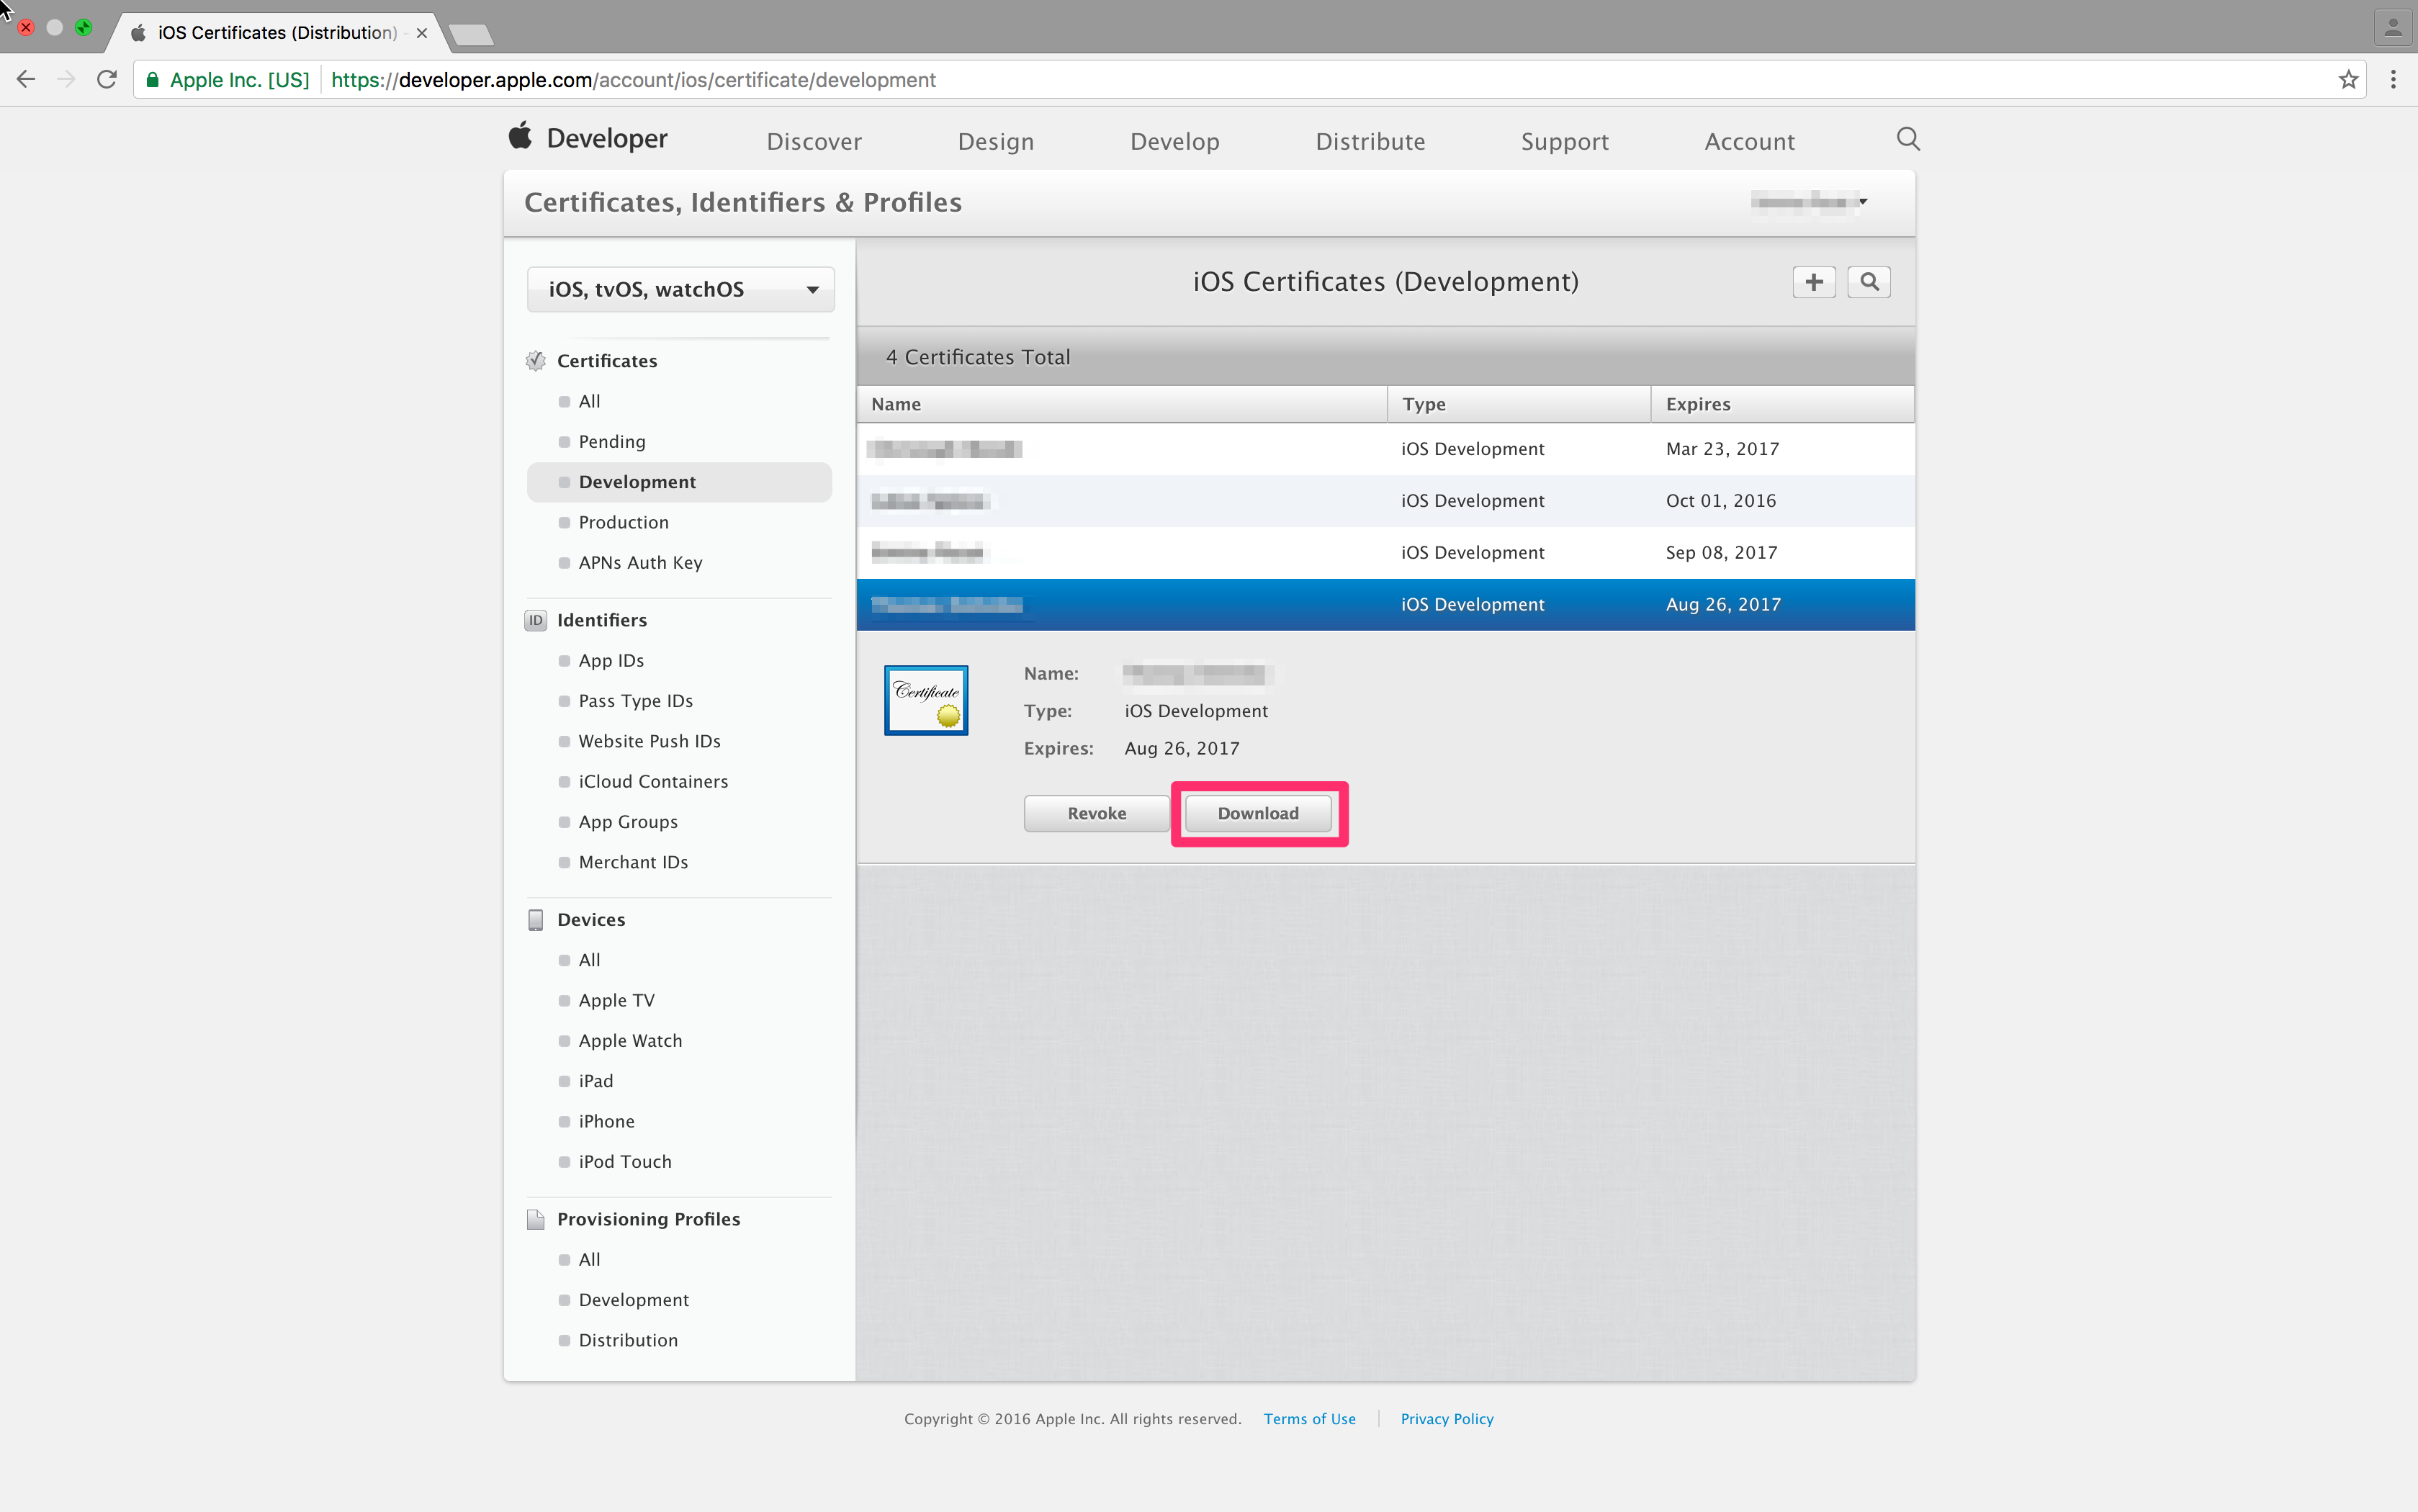 iOS Certificates (Distribution)
Apple Inc. [US] https://developer.apple.com/account/ios/certificate/development
Developer Discover Design Develop Distribute Support Account
Certificates, Identifiers & Profiles
iOS, tvOS, watchOS
Certificates
All
Pending
Development
Production
APNs Auth Key
ID Identifiers
App IDs
Pass Type IDs
Website Push IDs
iCloud Containers
App Groups
Merchant IDs
Devices
All
Apple TV
Apple Watch
iPad
iPhone
iPod Touch
Provisioning Profiles
All
Development
Distribution
iOS Certificates (Development)
4 Certificates Total
Name Type Expires
iOS Development Mar 23, 2017
iOS Development Oct 01, 2016
iOS Development Sep 08, 2017
iOS Development Aug 26, 2017
Certificate
Name:
Type: iOS Development
Expires: Aug 26, 2017
Revoke Download
Copyright © 2016 Apple Inc. All rights reserved. Terms of Use Privacy Policy